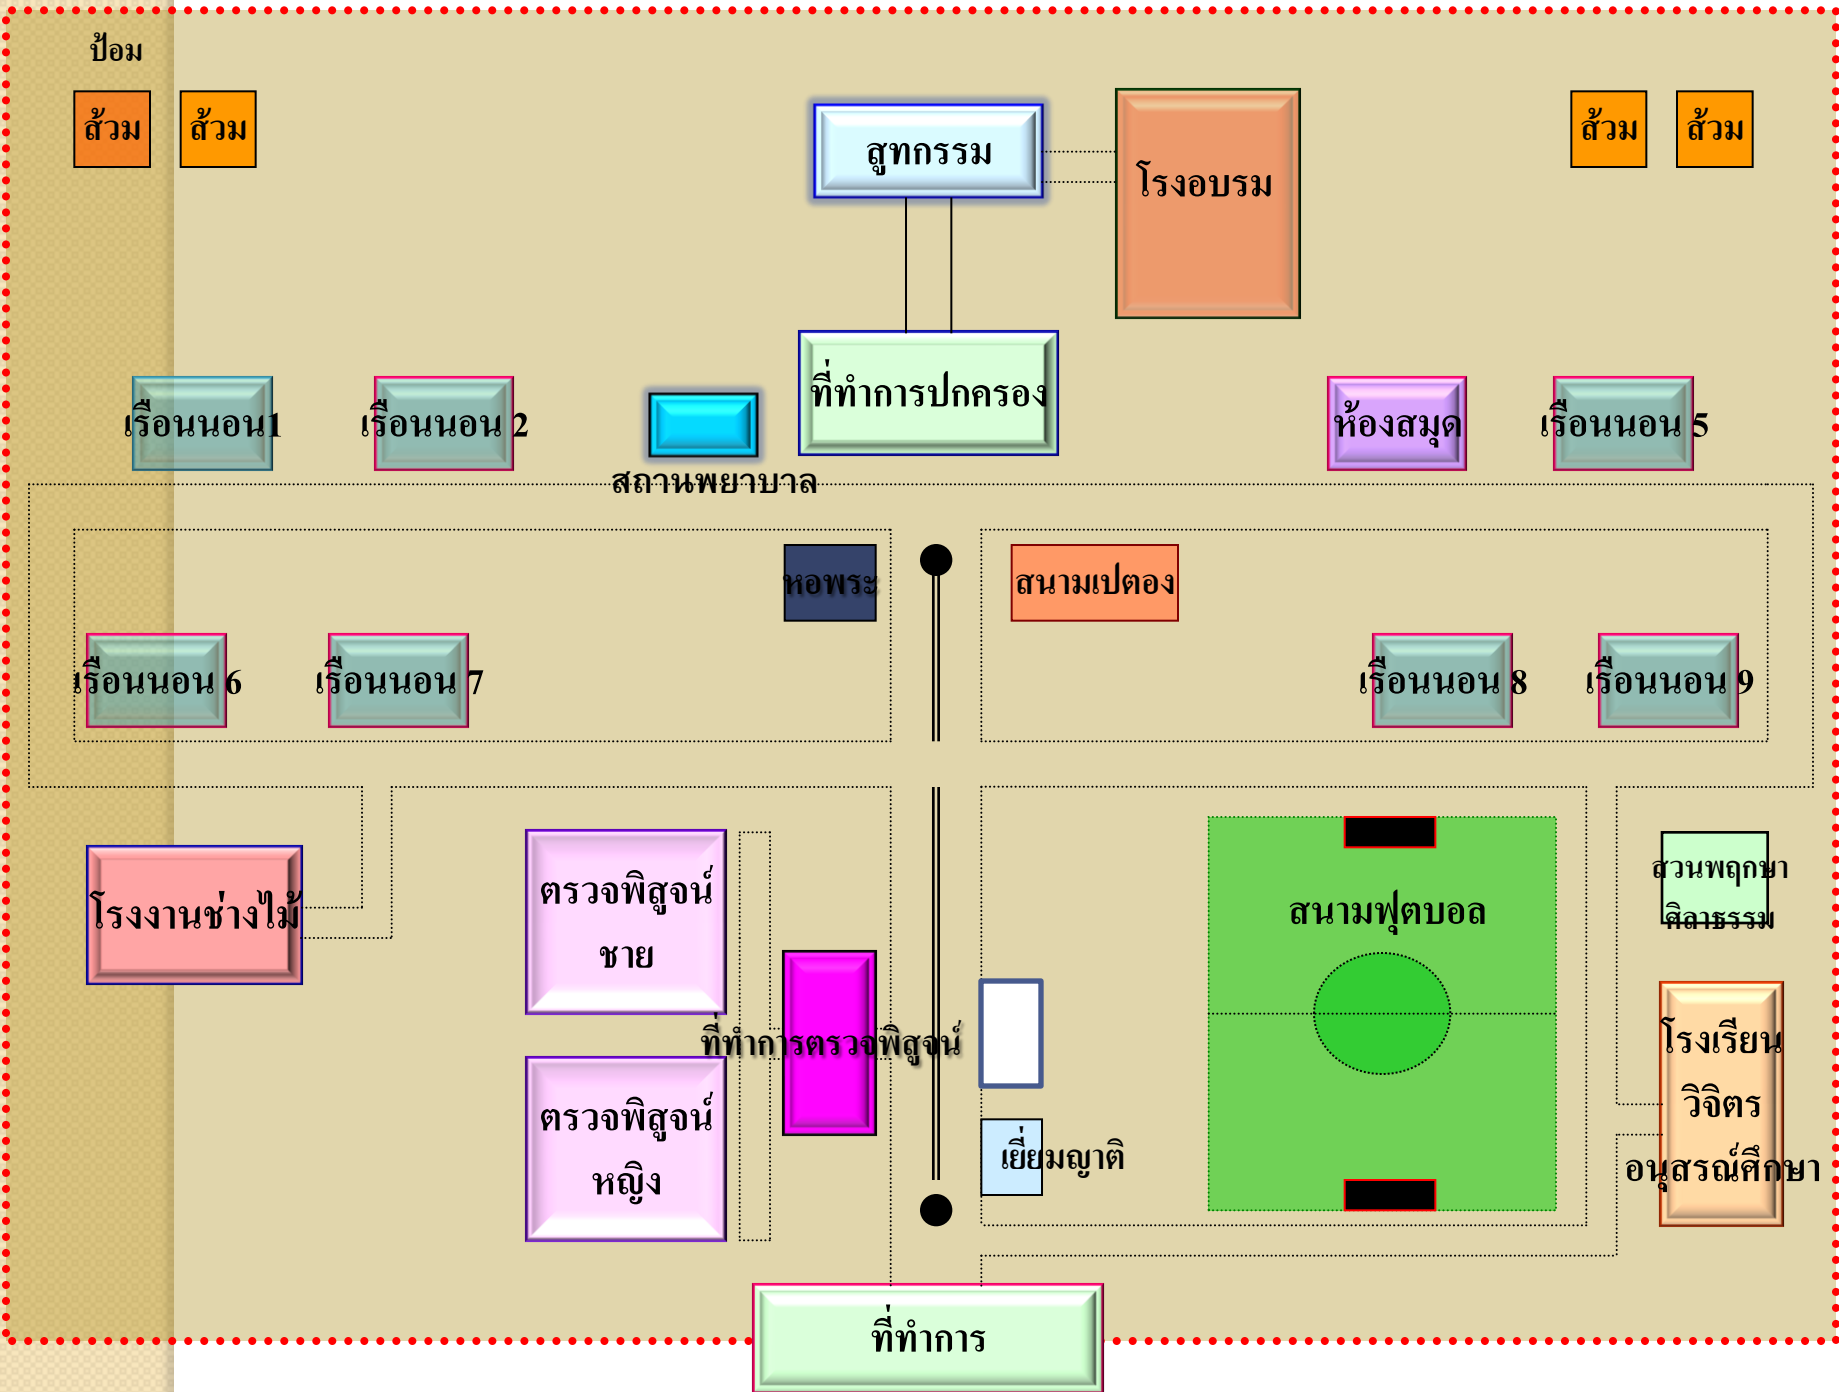 ป้อม
ส้วม
ส้วม
สูทกรรม
โรงอบรม
ส้วม
ส้วม
ที่ทำการปกครอง
เรือนนอน1
เรือนนอน 2
สถานพยาบาล
ห้องสมุด
เรือนนอน 5
หอพระ
สนามเปตอง
เรือนนอน 6
เรือนนอน 7
เรือนนอน 8
เรือนนอน 9
โรงงานช่างไม้
ตรวจพิสูจน์
ชาย
สนามฟุตบอล
สวนพฤกษา
ศิลาธรรม
ที่ทำการตรวจพิสูจน์
ตรวจพิสูจน์
หญิง
เยี่ยมญาติ
โรงเรียน
วิจิตร
อนุสรณ์ศึกษา
ที่ทำการ